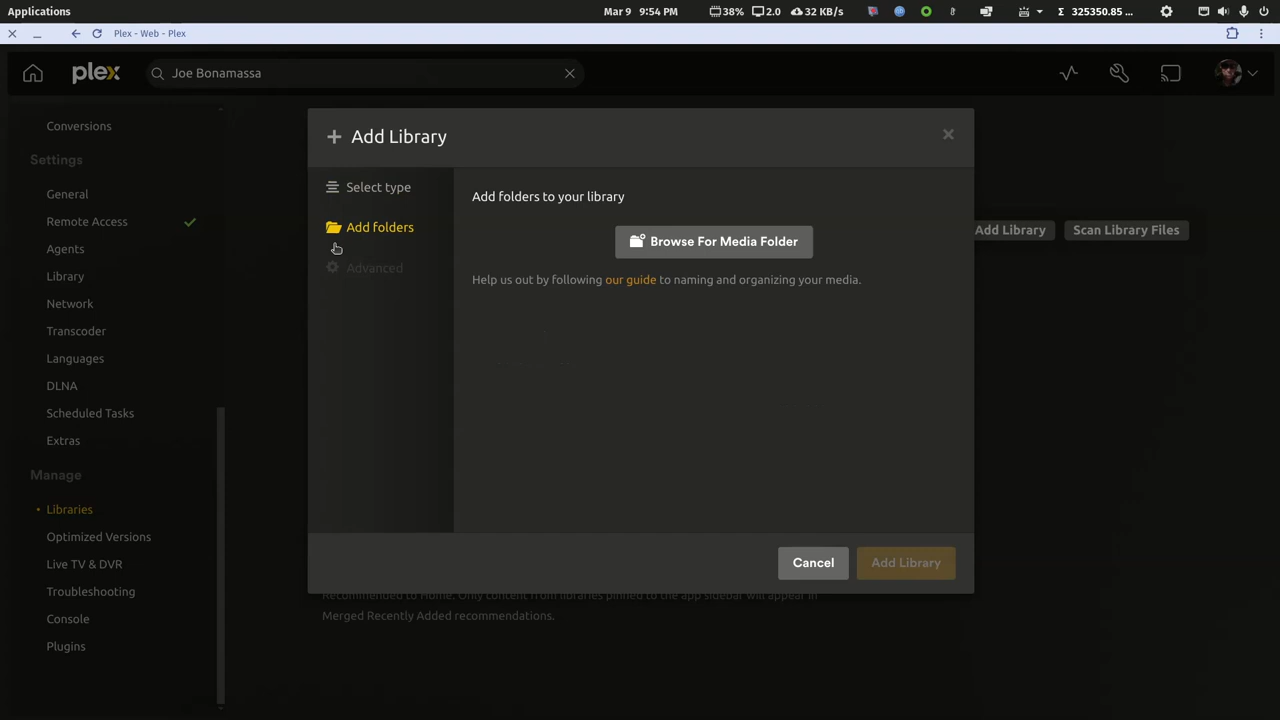 Applications
Mar 9 9:54 PM
38% 2.0 32 KB/s
Σ 325350.85 ...
Plex - Web - Plex
plex
Joe Bonamassa
Conversions
Settings
General
Remote Access
Agents
Library
Network
Transcoder
Languages
DLNA
Scheduled Tasks
Extras
Manage
Libraries
Optimized Versions
Live TV & DVR
Troubleshooting
Console
Plugins
Add Library
Select type
Add folders
Advanced
Add folders to your library
Browse For Media Folder
Help us out by following our guide to naming and organizing your media.
Cancel
Add Library
Add Library
Scan Library Files
Recommended to Home. Only content from libraries pinned to the app sidebar will appear in
Merged Recently Added recommendations.